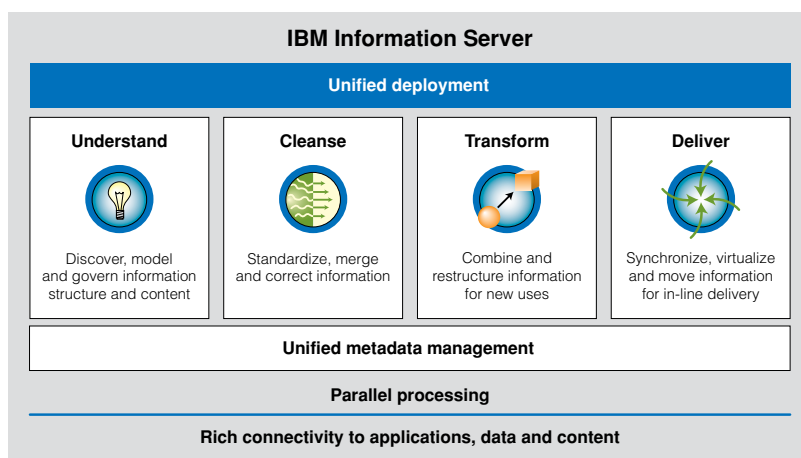 IBM Information Server
Unified deployment
Understand
Discover, model
and govern information
structure and content
Cleanse
Standardize, merge
and correct information
Transform
Combine and
restructure information
for new uses
Deliver
Synchronize, virtualize
and move information
for in-line delivery
Unified metadata management
Parallel processing
Rich connectivity to applications, data and content